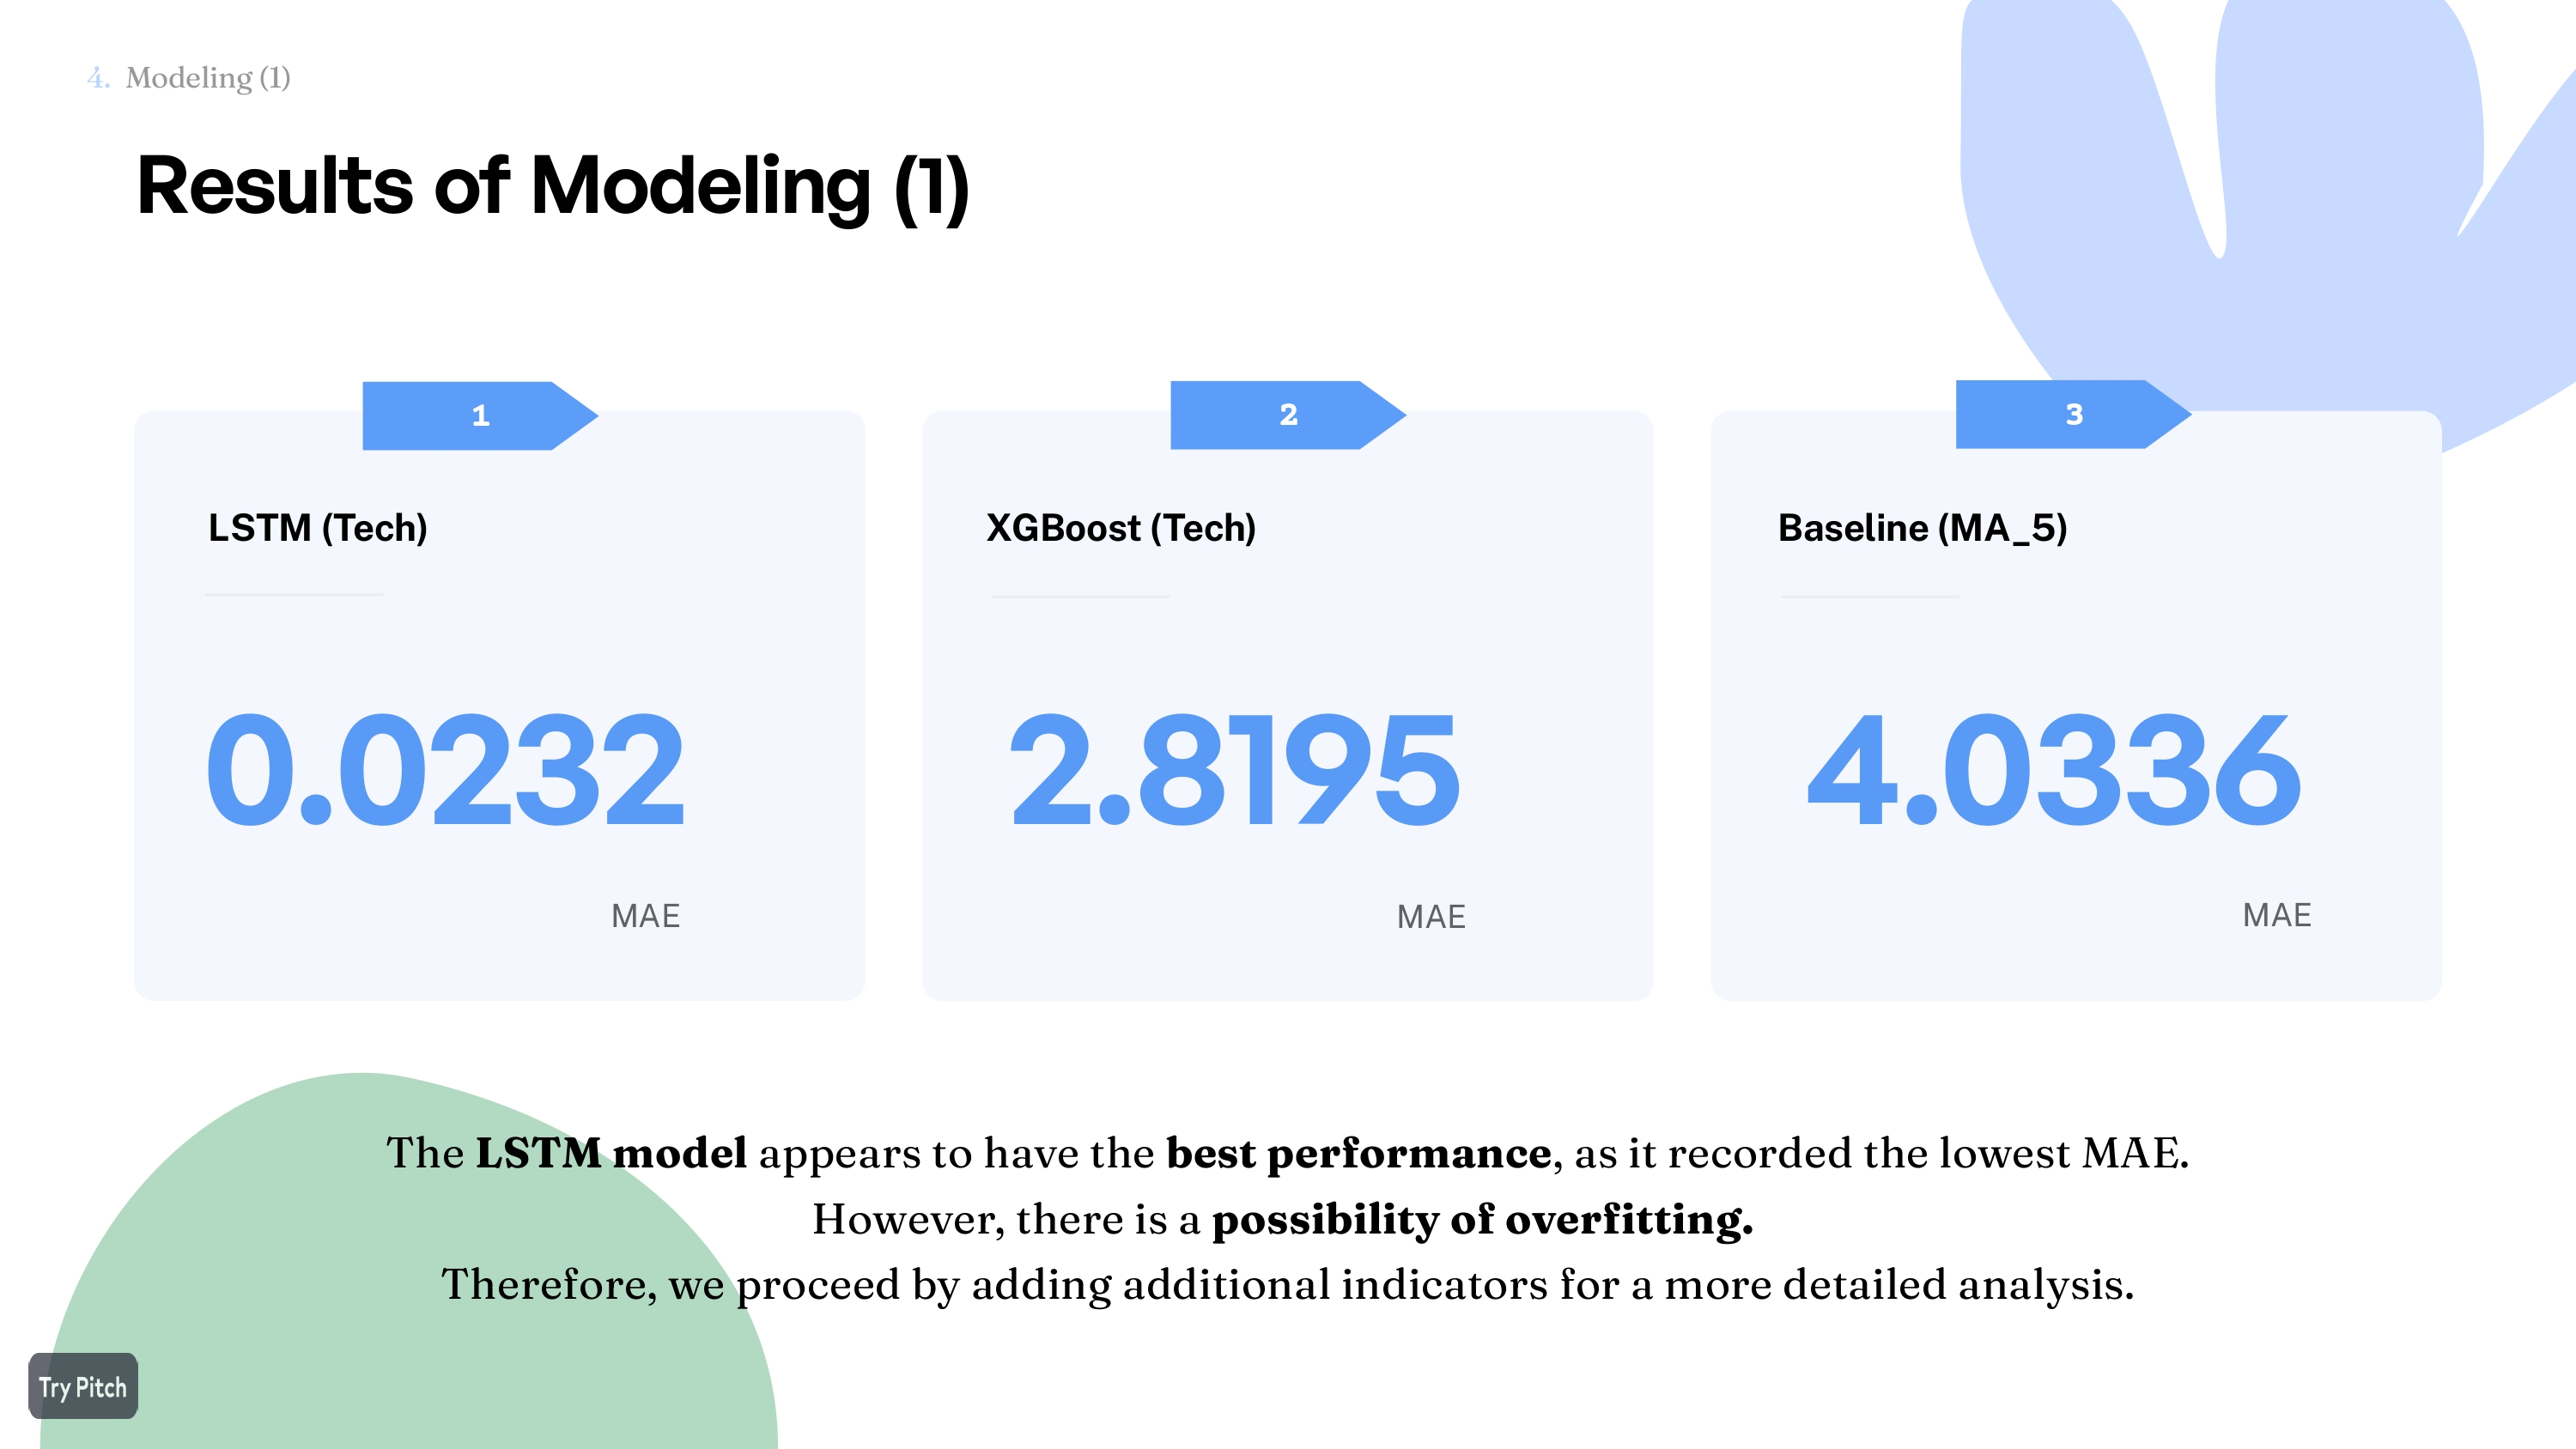 4. Modeling (1)
Results of Modeling (1)
1
LSTM (Tech)
0.0232
MAE
2
XGBoost (Tech)
2.8195
MAE
3
Baseline (MA_5)
4.0336
MAE
The LSTM model appears to have the best performance, as it recorded the lowest MAE.
However, there is a possibility of overfitting.
Therefore, we proceed by adding additional indicators for a more detailed analysis.
Try Pitch